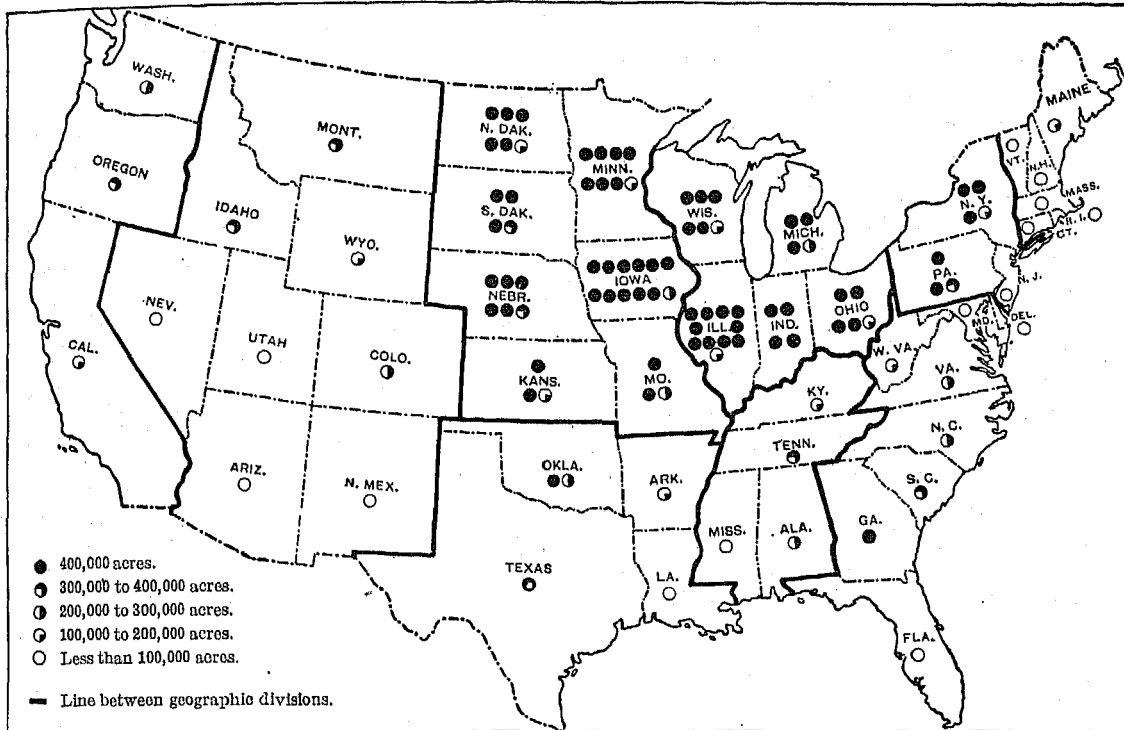 WASH.
MAINE
MONT.
N. DAK.
VT.
N.H.
MINN.
OREGON
MASS.
N. Y.
IDAHO
S. DAK.
WIS.
MICH.
R. I.
CT.
WYO.
PA.
IOWA
N. J.
NEV.
NEBR.
OHIO
MD.
DEL.
ILL.
IND.
UTAH
CAL.
COLO.
W. VA.
KANS.
MO.
VA.
KY.
N. C.
TENN.
ARIZ.
OKLA.
S. C.
N. MEX.
ARK.
MISS.
ALA.
GA.
TEXAS
LA.
FLA.
400,000 acres.
300,000 to 400,000 acres.
200,000 to 300,000 acres.
100,000 to 200,000 acres.
Less than 100,000 acres.
Line between geographic divisions.